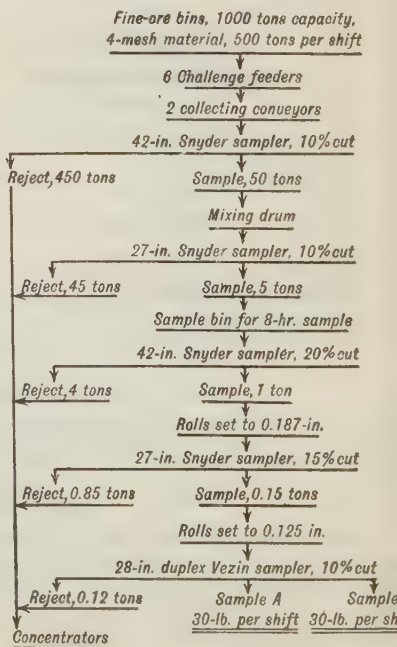 Fine-ore bins, 1000 tons capacity,
4-mesh material, 500 tons per shift
6 Challenge feeders
2 collecting conveyors
42-in. Snyder sampler, 10% cut
Reject, 450 tons
Sample, 50 tons
Mixing drum
27-in. Snyder sampler, 10% cut
Reject, 45 tons
Sample, 5 tons
Sample bin for 8-hr. sample
42-in. Snyder sampler, 20% cut
Reject, 4 tons
Sample, 1 ton
Rolls set to 0.187-in.
27-in. Snyder sampler, 15% cut
Reject, 0.85 tons
Sample, 0.15 tons
Rolls set to 0.125 in.
28-in. duplex Vezin sampler, 10% cut
Reject, 0.12 tons
Sample A
Sample
30-lb. per shift
30-lb. per sh
Concentrators